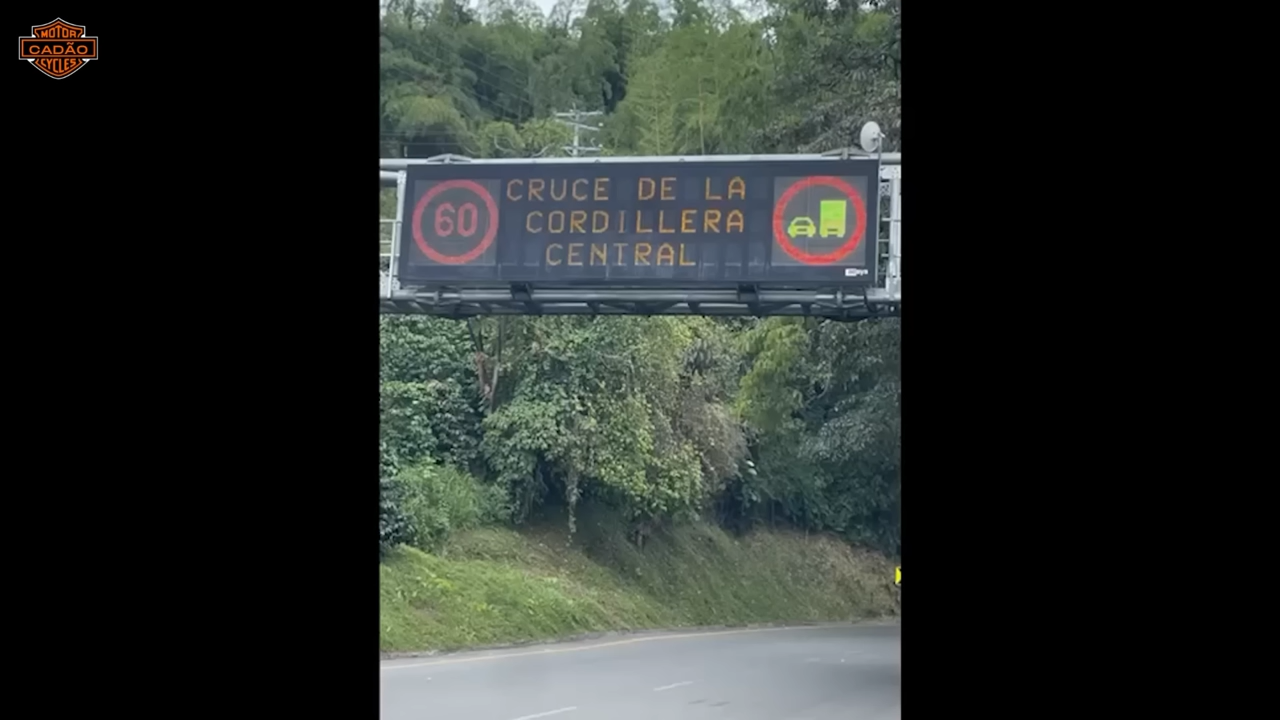 MOTOR
CADÃO
CYCLES
60
CRUCE DE LA
CORDILLERA
CENTRAL